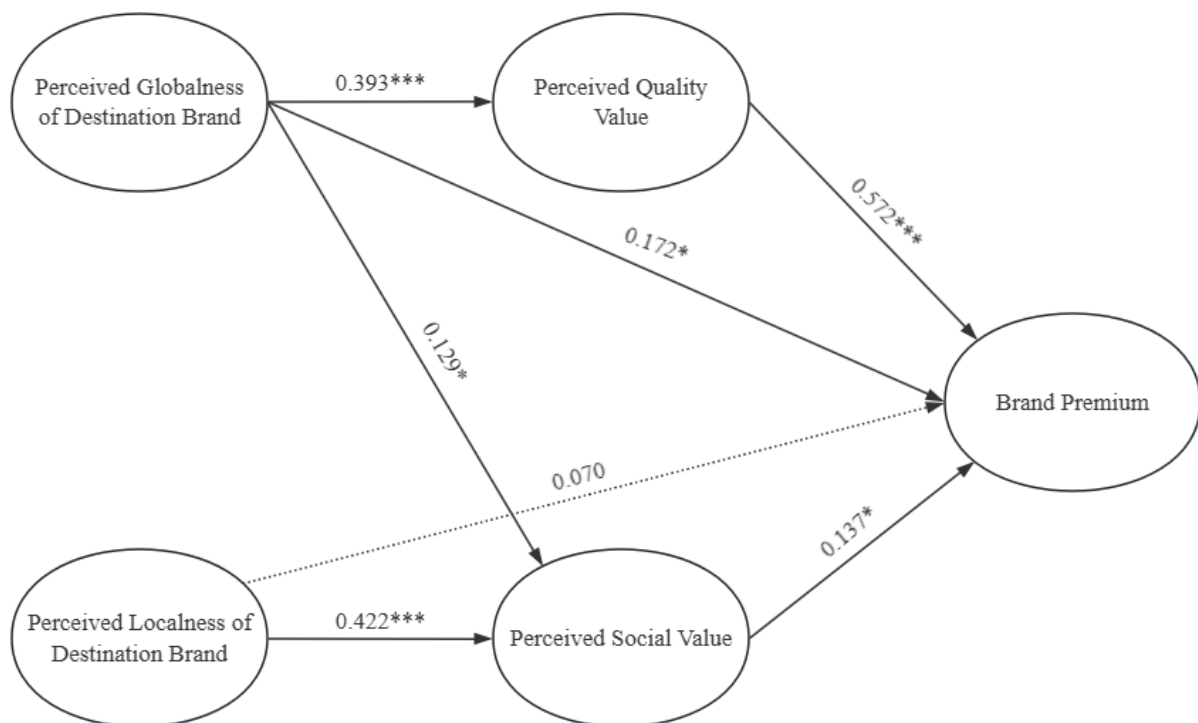 Perceived Globalness
of Destination Brand
0.393***
Perceived Quality
Value
0.572***
0.172*
0.129*
Brand Premium
0.070
0.137*
Perceived Localness of
Destination Brand
0.422***
Perceived Social Value